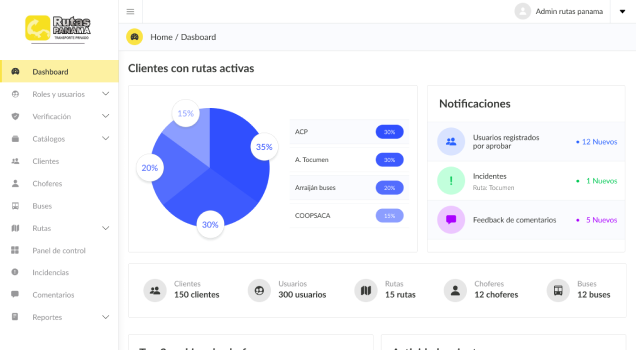 Rutas
PANAMÁ
TRANSPORTE PRIVADO
Admin rutas panama
Home / Dasboard
Dashboard
Roles y usuarios
Verificación
Catálogos
Clientes
Choferes
Buses
Rutas
Panel de control
Incidencias
Comentarios
Reportes
Clientes con rutas activas
15%
35%
20%
30%
ACP 30%
A. Tocumen 30%
Arraiján buses 20%
COOPSACA 15%
Notificaciones
Usuarios registrados
por aprobar
• 12 Nuevos
Incidentes
Ruta: Tocumen
• 1 Nuevos
Feedback de comentarios
• 5 Nuevos
Clientes
150 clientes
Usuarios
300 usuarios
Rutas
15 rutas
Choferes
12 choferes
Buses
12 buses